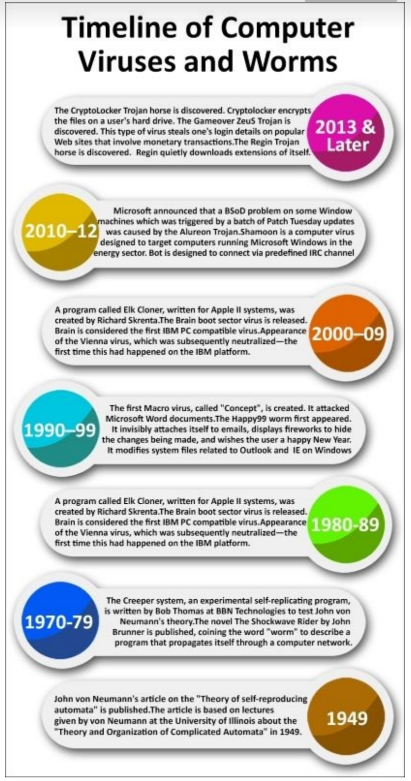 Timeline of Computer
Viruses and Worms
The CryptoLocker Trojan horse is discovered. Cryptolocker encrypts
the files on a user's hard drive. The Gameover ZeuS Trojan is
discovered. This type of virus steals one's login details on popular
Web sites that involve monetary transactions.The Regin Trojan
horse is discovered. Regin quietly downloads extensions of itself.
2013 &
Later
2010–12
Microsoft announced that a BSoD problem on some Window
machines which was triggered by a batch of Patch Tuesday updates
was caused by the Alureon Trojan.Shamoon is a computer virus
designed to target computers running Microsoft Windows in the
energy sector. Bot is designed to connect via predefined IRC channel
A program called Elk Cloner, written for Apple II systems, was
created by Richard Skrenta.The Brain boot sector virus is released.
Brain is considered the first IBM PC compatible virus.Appearance
of the Vienna virus, which was subsequently neutralized—the
first time this had happened on the IBM platform.
2000–09
1990–99
The first Macro virus, called "Concept", is created. It attacked
Microsoft Word documents.The Happy99 worm first appeared.
It invisibly attaches itself to emails, displays fireworks to hide
the changes being made, and wishes the user a happy New Year.
It modifies system files related to Outlook and IE on Windows
A program called Elk Cloner, written for Apple II systems, was
created by Richard Skrenta.The Brain boot sector virus is released.
Brain is considered the first IBM PC compatible virus.Appearance
of the Vienna virus, which was subsequently neutralized—the
first time this had happened on the IBM platform.
1980-89
1970-79
The Creeper system, an experimental self-replicating program,
is written by Bob Thomas at BBN Technologies to test John von
Neumann's theory.The novel The Shockwave Rider by John
Brunner is published, coining the word "worm" to describe a
program that propagates itself through a computer network.
John von Neumann's article on the "Theory of self-reproducing
automata" is published.The article is based on lectures
given by von Neumann at the University of Illinois about the
"Theory and Organization of Complicated Automata" in 1949.
1949